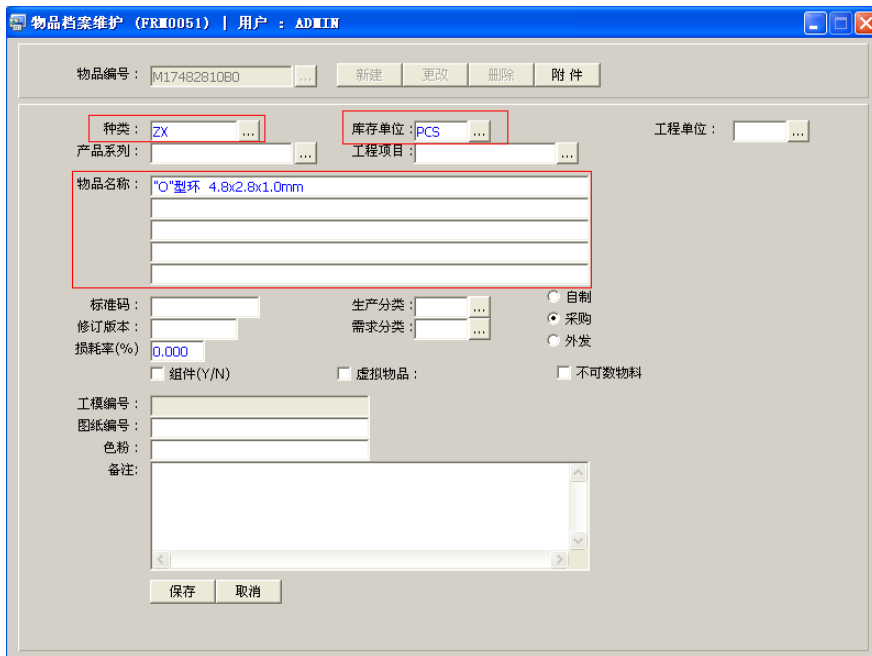 物品档案维护 (FRM0051) | 用户 : ADMIN
物品编号： M17482810B0 ... 新建 更改 删除 附件
种类： ZX ... 库存单位： PCS ... 工程单位： ...
产品系列： ... 工程项目： ...
物品名称： "O"型环 4.8x2.8x1.0mm
标准码： 生产分类： ... 自制
修订版本： 需求分类： ... 采购
损耗率(%) 0.000 外发
组件(Y/N) 虚拟物品： 不可数物料
工模编号：
图纸编号：
色粉：
备注:
保存 取消